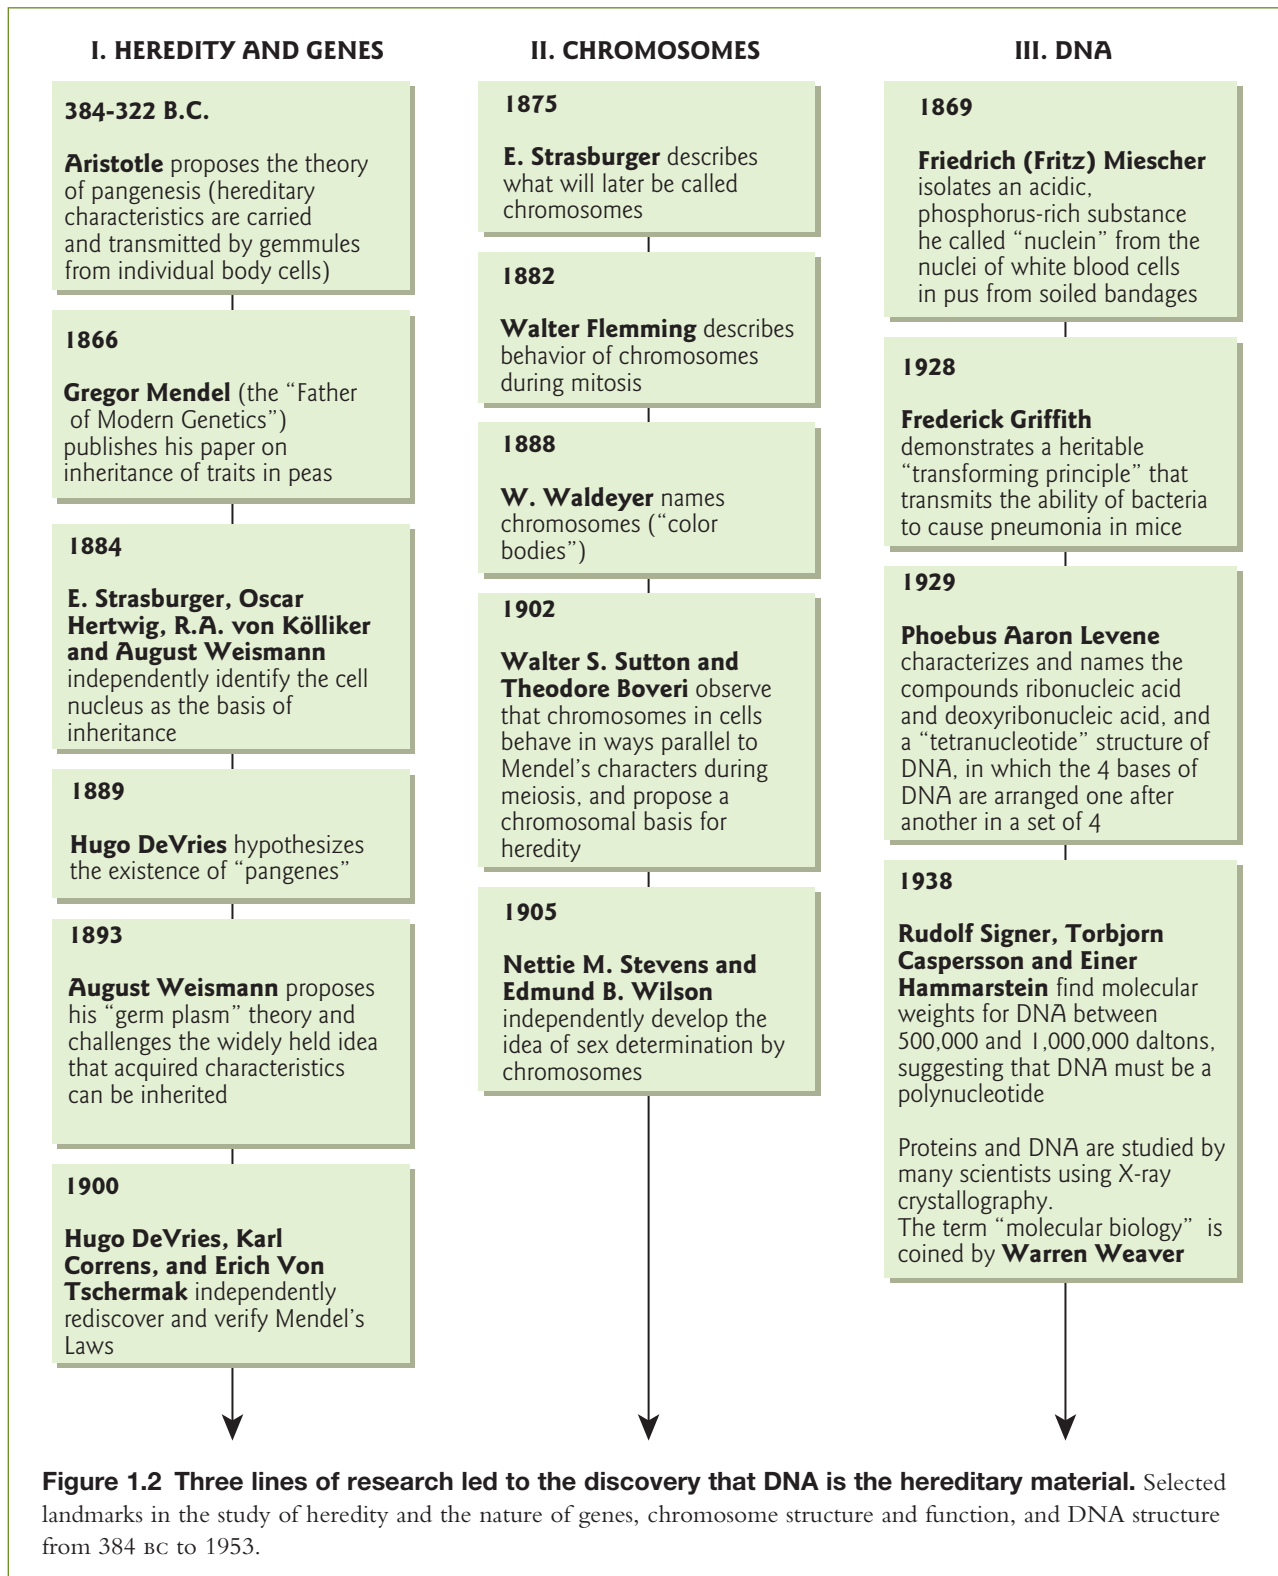 I. HEREDITY AND GENES
384-322 B.C.
Aristotle proposes the theory
of pangenesis (hereditary
characteristics are carried
and transmitted by gemmules
from individual body cells)
1866
Gregor Mendel (the “Father
of Modern Genetics”)
publishes his paper on
inheritance of traits in peas
1884
E. Strasburger, Oscar
Hertwig, R.A. von Kölliker
and August Weismann
independently identify the cell
nucleus as the basis of
inheritance
1889
Hugo DeVries hypothesizes
the existence of “pangenes”
1893
August Weismann proposes
his “germ plasm” theory and
challenges the widely held idea
that acquired characteristics
can be inherited
1900
Hugo DeVries, Karl
Correns, and Erich Von
Tschermak independently
rediscover and verify Mendel’s
Laws
II. CHROMOSOMES
1875
E. Strasburger describes
what will later be called
chromosomes
1882
Walter Flemming describes
behavior of chromosomes
during mitosis
1888
W. Waldeyer names
chromosomes (“color
bodies”)
1902
Walter S. Sutton and
Theodore Boveri observe
that chromosomes in cells
behave in ways parallel to
Mendel’s characters during
meiosis, and propose a
chromosomal basis for
heredity
1905
Nettie M. Stevens and
Edmund B. Wilson
independently develop the
idea of sex determination by
chromosomes
III. DNA
1869
Friedrich (Fritz) Miescher
isolates an acidic,
phosphorus-rich substance
he called “nuclein” from the
nuclei of white blood cells
in pus from soiled bandages
1928
Frederick Griffith
demonstrates a heritable
“transforming principle” that
transmits the ability of bacteria
to cause pneumonia in mice
1929
Phoebus Aaron Levene
characterizes and names the
compounds ribonucleic acid
and deoxyribonucleic acid, and
a “tetranucleotide” structure of
DNA, in which the 4 bases of
DNA are arranged one after
another in a set of 4
1938
Rudolf Signer, Torbjorn
Caspersson and Einer
Hammarstein find molecular
weights for DNA between
500,000 and 1,000,000 daltons,
suggesting that DNA must be a
polynucleotide
Proteins and DNA are studied by
many scientists using X-ray
crystallography.
The term “molecular biology” is
coined by Warren Weaver
Figure 1.2 Three lines of research led to the discovery that DNA is the hereditary material. Selected
landmarks in the study of heredity and the nature of genes, chromosome structure and function, and DNA structure
from 384 BC to 1953.